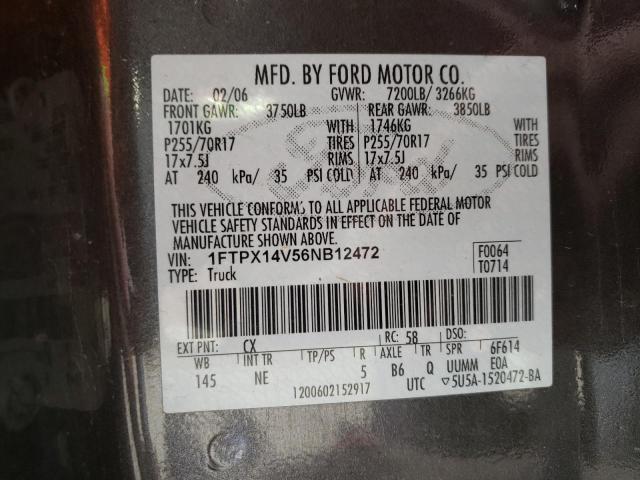 MFD. BY FORD MOTOR CO.
DATE: 02/06 GVWR: 7200LB/ 3266KG
FRONT GAWR: 3750LB REAR GAWR: 3850LB
1701KG WITH 1746KG WITH
P255/70R17 TIRES P255/70R17 TIRES
17x7.5J RIMS 17x7.5J RIMS
AT 240 kPa/ 35 PSI COLD AT 240 kPa/ 35 PSI COLD
Ford
THIS VEHICLE CONFORMS TO ALL APPLICABLE FEDERAL MOTOR
VEHICLE SAFETY STANDARDS IN EFFECT ON THE DATE OF
MANUFACTURE SHOWN ABOVE.
VIN: 1FTPX14V56NB12472 F0064
TYPE: Truck T0714
EXT PNT: CX RC: 58 DSO:
WB INT TR TP/PS R AXLE TR SPR 6F614
145 NE 5 B6 Q UUMM E0A
1200602152917 UTC ▽5U5A-1520472-BA